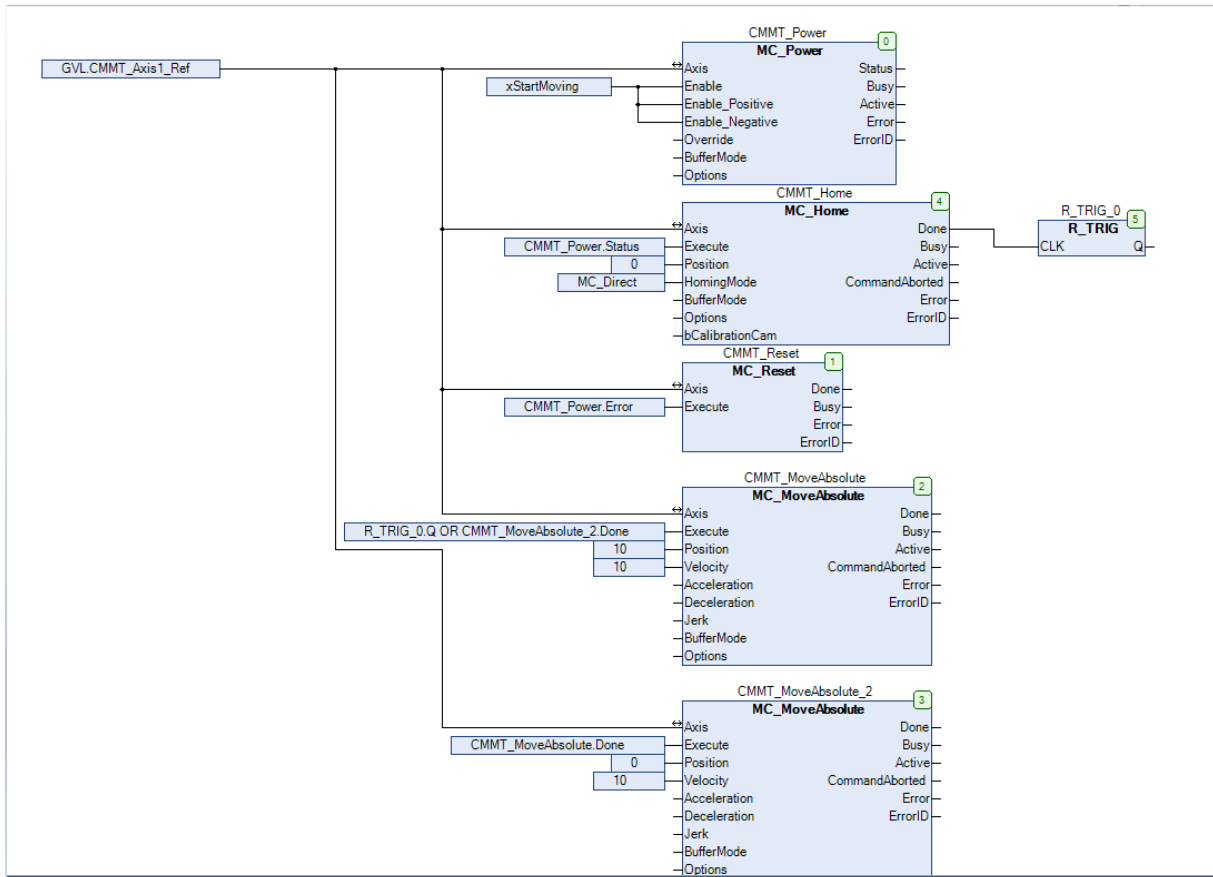 CMMT_Power
0
MC_Power
GVL.CMMT_Axis1_Ref
Axis Status
xStartMoving
Enable Busy
Enable_Positive Active
Enable_Negative Error
Override ErrorID
BufferMode
Options
CMMT_Home
4
MC_Home
R_TRIG_0
5
R_TRIG
Axis Done
CMMT_Power.Status
Execute Busy
CLK Q
0
Position Active
MC_Direct
HomingMode CommandAborted
BufferMode Error
Options ErrorID
bCalibrationCam
CMMT_Reset
1
MC_Reset
Axis Done
CMMT_Power.Error
Execute Busy
Error
ErrorID
CMMT_MoveAbsolute
2
MC_MoveAbsolute
Axis Done
R_TRIG_0.Q OR CMMT_MoveAbsolute_2.Done
Execute Busy
10
Position Active
10
Velocity CommandAborted
Acceleration Error
Deceleration ErrorID
Jerk
BufferMode
Options
CMMT_MoveAbsolute_2
3
MC_MoveAbsolute
Axis Done
CMMT_MoveAbsolute.Done
Execute Busy
0
Position Active
10
Velocity CommandAborted
Acceleration Error
Deceleration ErrorID
Jerk
BufferMode
Options